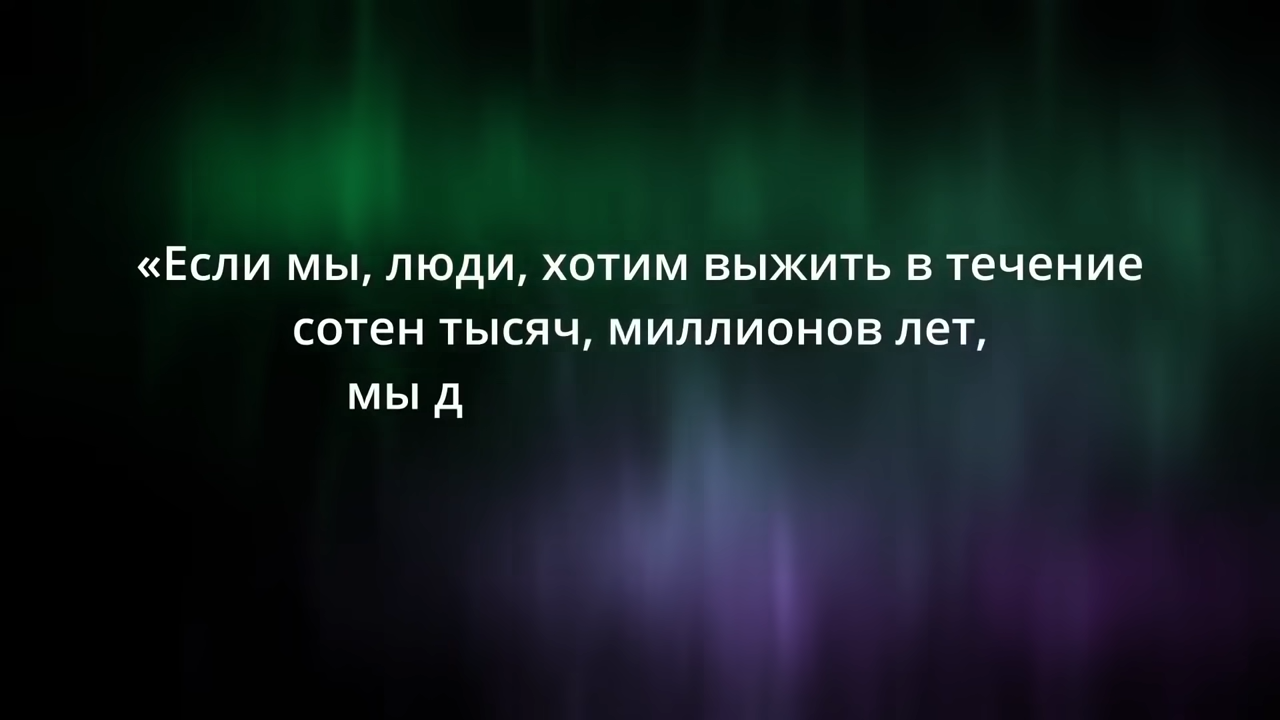 «Если мы, люди, хотим выжить в течение
сотен тысяч, миллионов лет,
мы д